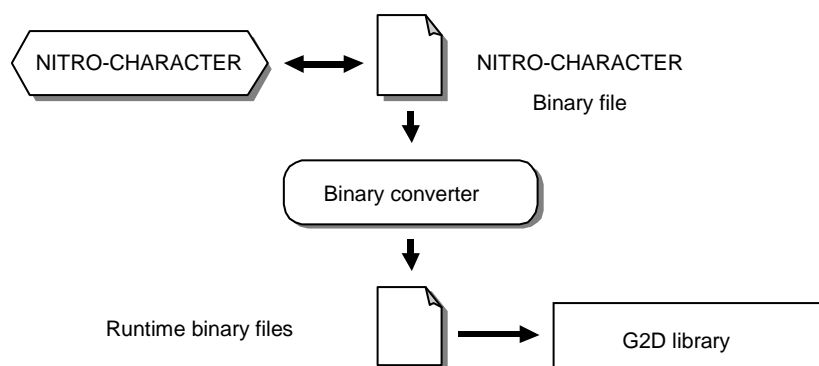 NITRO-CHARACTER
NITRO-CHARACTER
Binary file
Binary converter
Runtime binary files
G2D library